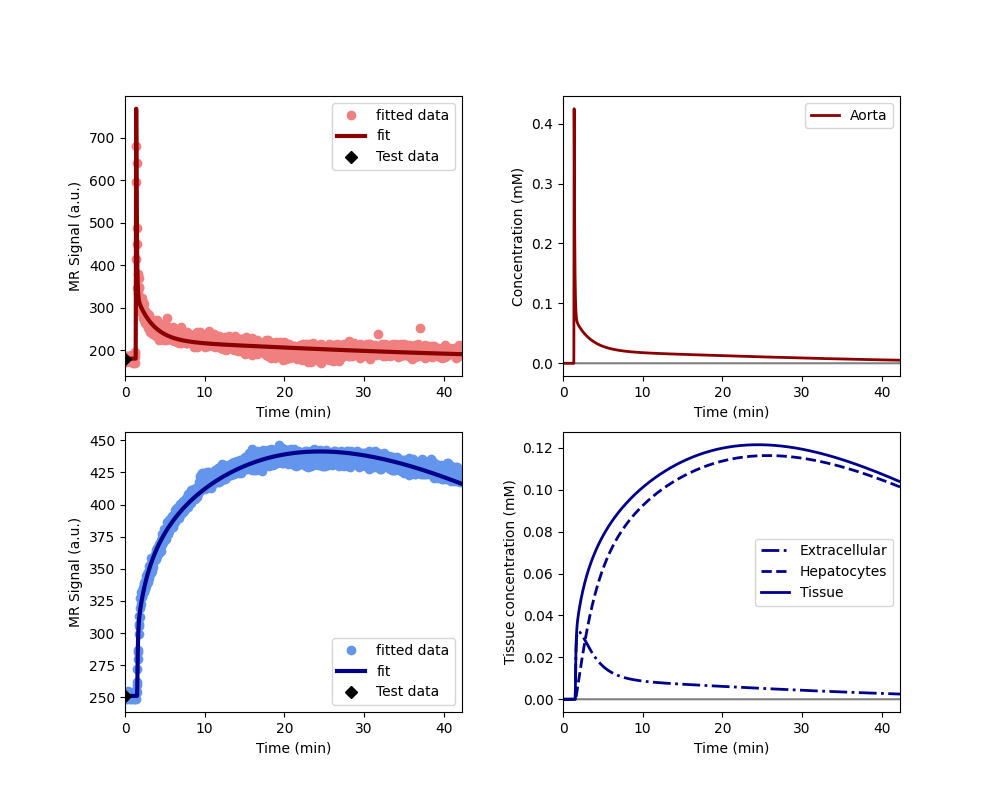 700
600
500
400
300
200
MR Signal (a.u.)
fitted data
fit
Test data
0 10 20 30 40
Time (min)
0.4
0.3
0.2
0.1
0.0
Concentration (mM)
Aorta
0 10 20 30 40
Time (min)
450
425
400
375
350
325
300
275
250
MR Signal (a.u.)
fitted data
fit
Test data
0 10 20 30 40
Time (min)
0.12
0.10
0.08
0.06
0.04
0.02
0.00
Tissue concentration (mM)
Extracellular
Hepatocytes
Tissue
0 10 20 30 40
Time (min)